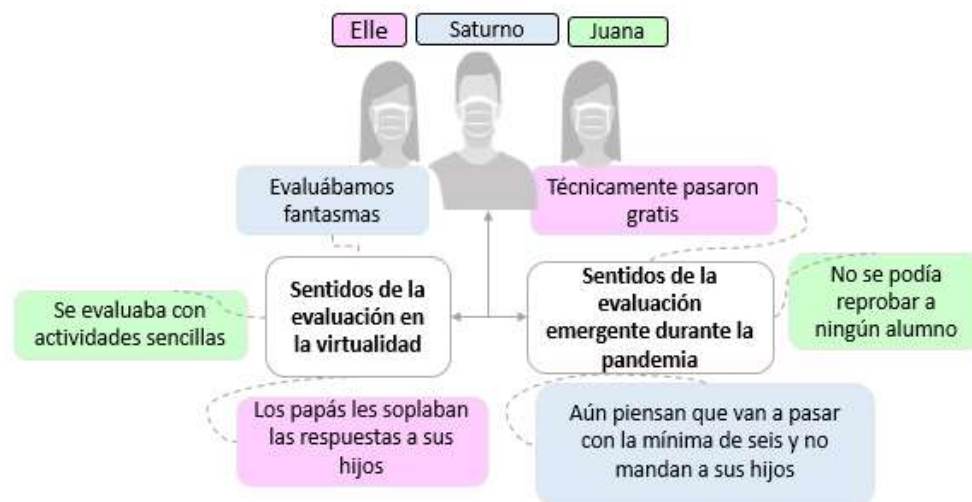 Elle
Saturno
Juana
Evaluábamos
fantasmas
Técnicamente pasaron
gratis
Se evaluaba con
actividades sencillas
Sentidos de la
evaluación en
la virtualidad
Sentidos de la
evaluación
emergente durante la
pandemia
No se podía
reprobar a
ningún alumno
Los papás les soplaban
las respuestas a sus
hijos
Aún piensan que van a pasar
con la mínima de seis y no
mandan a sus hijos